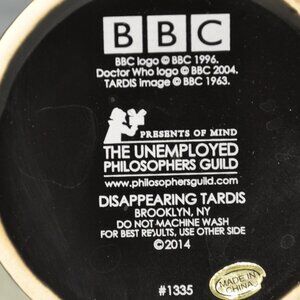 BBC
BBC logo © BBC 1996.
Doctor Who logo © BBC 2004.
TARDIS image © BBC 1963.
PRESENTS OF MIND
THE UNEMPLOYED
PHILOSOPHERS GUILD
www.philosophersguild.com
DISAPPEARING TARDIS
BROOKLYN, NY
DO NOT MACHINE WASH
FOR BEST RESULTS, USE OTHER SIDE
©2014
#1335
MADE IN
CHINA